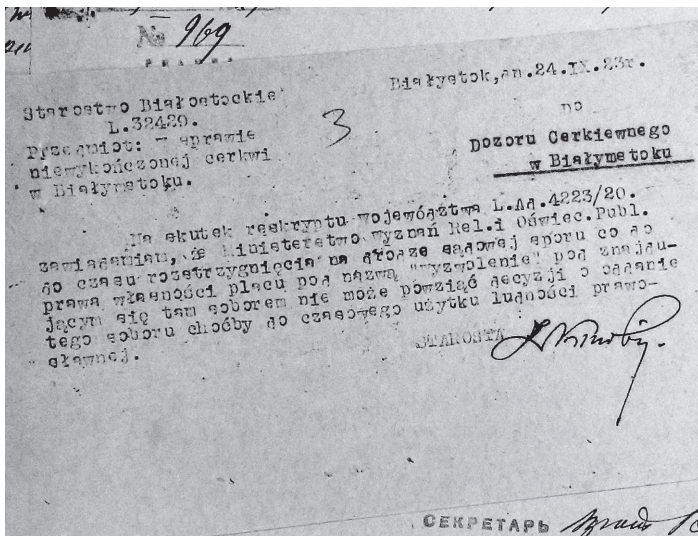 № 969
Białystok, dn.24.IX.23r.
Starostwo Białostockie
L.32429.
Przedmiot: - sprawie
niewykończonej cerkwi
w Białymstoku.
3
DO
Dozoru Cerkiewnego
w Białymstoku
Na skutek reskryptu województwa L.Ad.4223/20.
zawiadamiam, że Ministerstwo Wyznań Rel.i Oświec.Publ.
do czasu rozstrzygnięcia na drodze sądowej sporu co do
prawa własności placu pod nazwą "Wyzwolenie" pod znajdu-
jącym się tam soborem nie może powziąć decyzji o oddanie
tego soboru choćby do czasowego użytku ludności prawo-
sławnej.
STAROSTA :
СЕКРЕТАРЬ